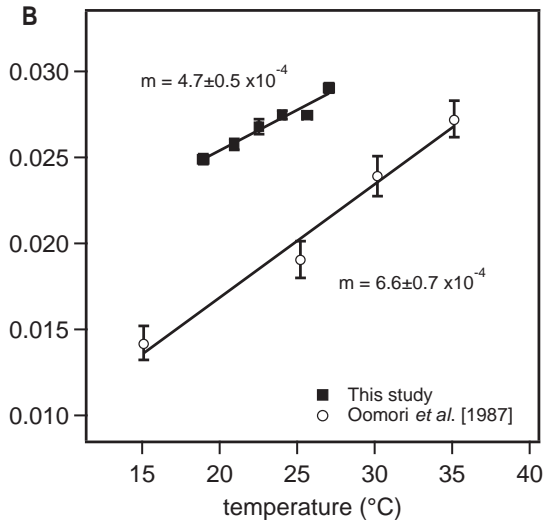 B
0.030
0.025
0.020
0.015
0.010
m = 4.7±0.5 x10-4
m = 6.6±0.7 x10-4
This study
Oomori et al. [1987]
15 20 25 30 35 40
temperature (°C)